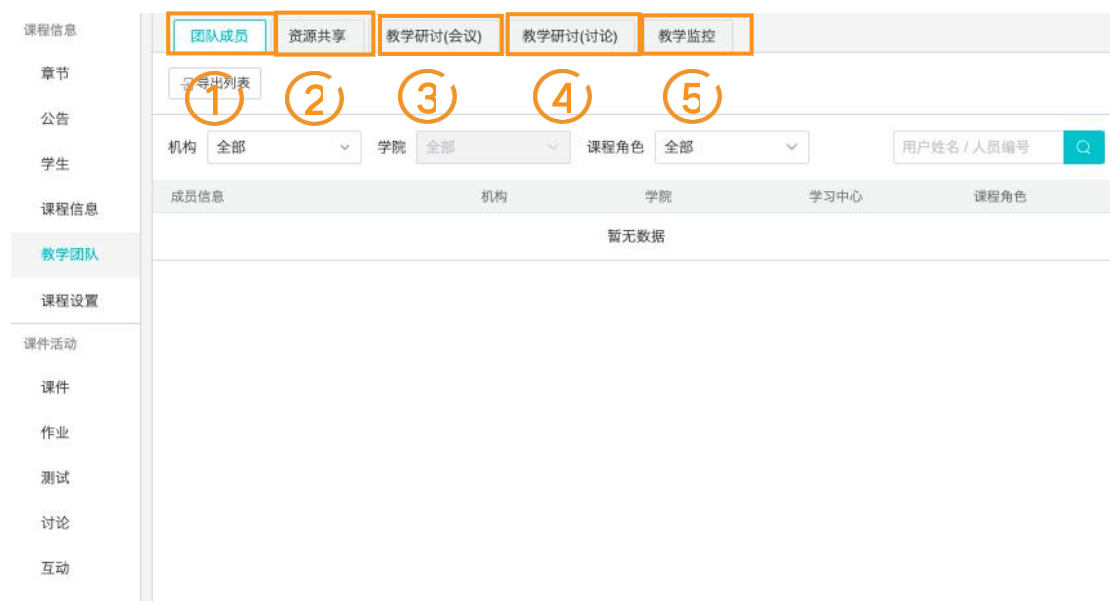 课程信息
章节
公告
学生
课程信息
教学团队
课程设置
课件活动
课件
作业
测试
讨论
互动
团队成员 资源共享 教学研讨(会议) 教学研讨(讨论) 教学监控
导出列表
① ② ③ ④ ⑤
机构 全部 学院 全部 课程角色 全部 用户姓名 / 人员编号
成员信息 机构 学院 学习中心 课程角色
暂无数据